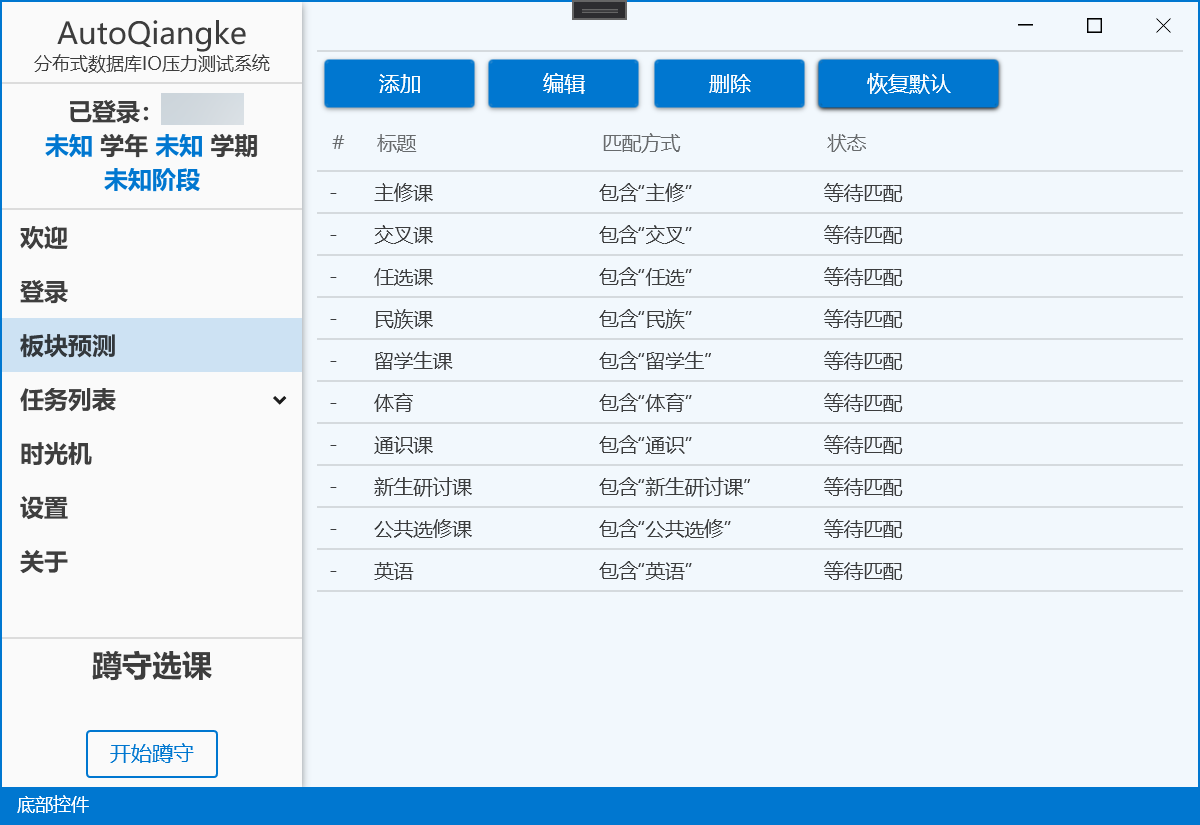 AutoQiangke
分布式数据库IO压力测试系统
已登录：
未知 学年 未知 学期
未知阶段
欢迎
登录
板块预测
任务列表
时光机
设置
关于
蹲守选课
开始蹲守
添加 编辑 删除 恢复默认
# 标题 匹配方式 状态
- 主修课 包含“主修” 等待匹配
- 交叉课 包含“交叉” 等待匹配
- 任选课 包含“任选” 等待匹配
- 民族课 包含“民族” 等待匹配
- 留学生课 包含“留学生” 等待匹配
- 体育 包含“体育” 等待匹配
- 通识课 包含“通识” 等待匹配
- 新生研讨课 包含“新生研讨课” 等待匹配
- 公共选修课 包含“公共选修” 等待匹配
- 英语 包含“英语” 等待匹配
底部控件